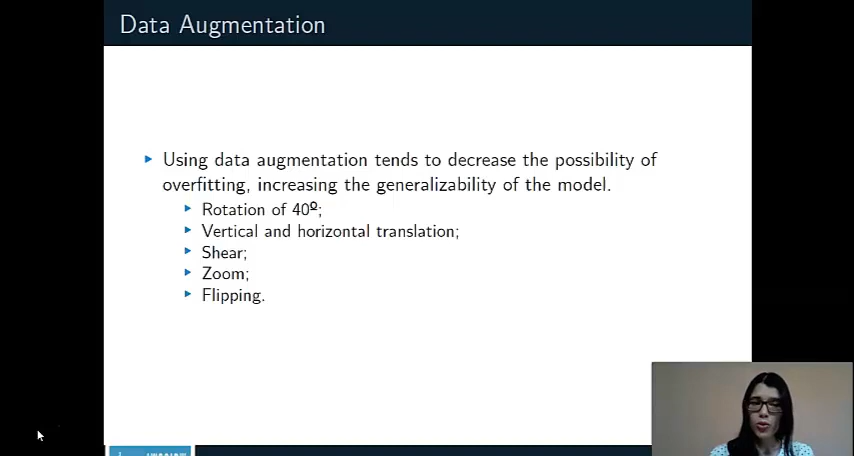 Data Augmentation
Using data augmentation tends to decrease the possibility of
overfitting, increasing the generalizability of the model.
Rotation of 40º;
Vertical and horizontal translation;
Shear;
Zoom;
Flipping.